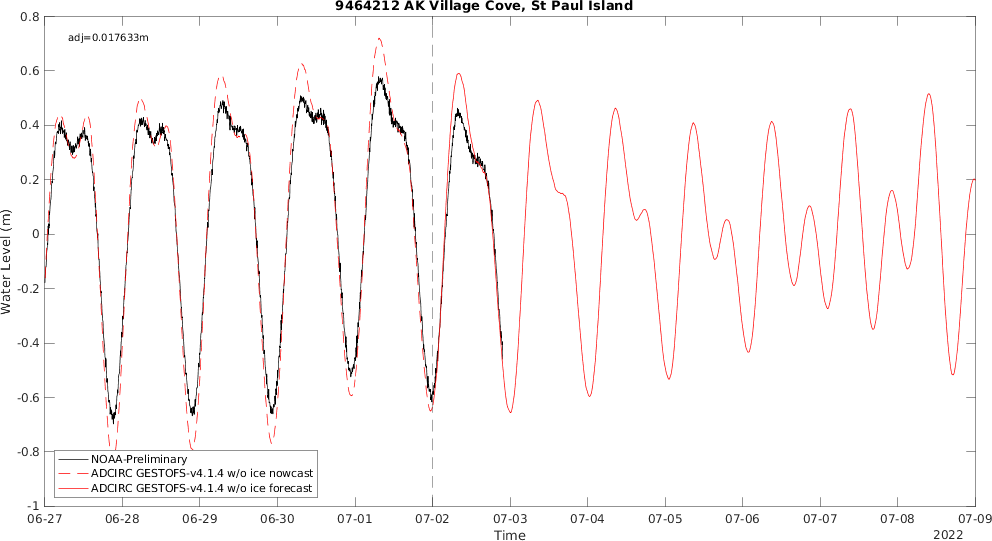 9464212 AK Village Cove, St Paul Island
adj=0.017633m
0.8
0.6
0.4
0.2
0
-0.2
-0.4
-0.6
-0.8
-1
Water Level (m)
NOAA-Preliminary
ADCIRC GESTOFS-v4.1.4 w/o ice nowcast
ADCIRC GESTOFS-v4.1.4 w/o ice forecast
06-27 06-28 06-29 06-30 07-01 07-02 07-03 07-04 07-05 07-06 07-07 07-08 07-09
Time
2022